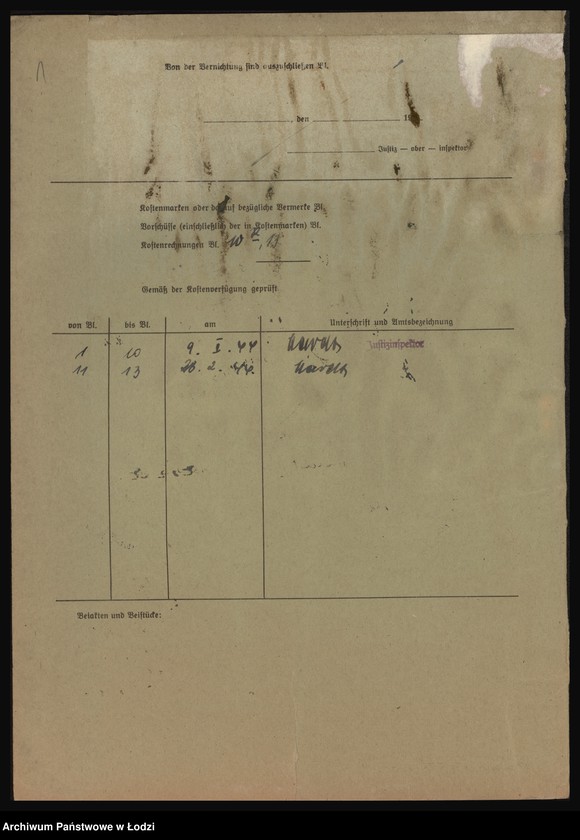 Von der Vernichtung sind auszuschließen Bl.
, den 19
Justiz — ober — inspektor
Kostenmarken oder darauf bezügliche Vermerke Bl.
Vorschüsse (einschließlich der in Kostenmarken) Bl.
Kostenrechnungen Bl. 10 , 13
Gemäß der Kostenverfügung geprüft
von Bl. bis Bl. am Unterschrift und Amtsbezeichnung
1 10 9. I. 44 Justizinspektor
11 13 28. 2. 44.
Beiakten und Beistücke:
Archiwum Państwowe w Łodzi